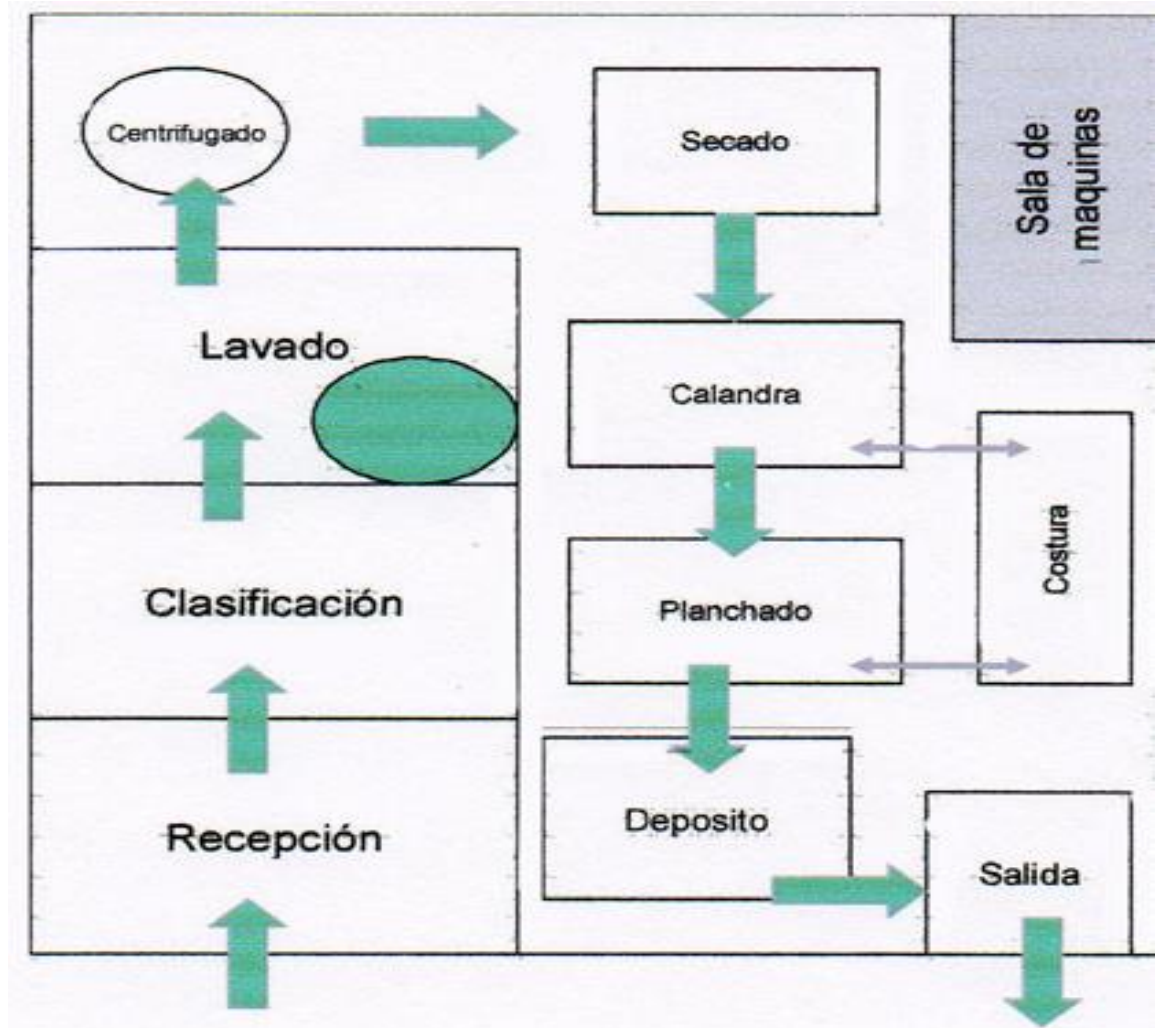 Centrifugado
Secado
Sala de
maquinas
Lavado
Calandra
Costura
Clasificación
Planchado
Recepción
Deposito
Salida